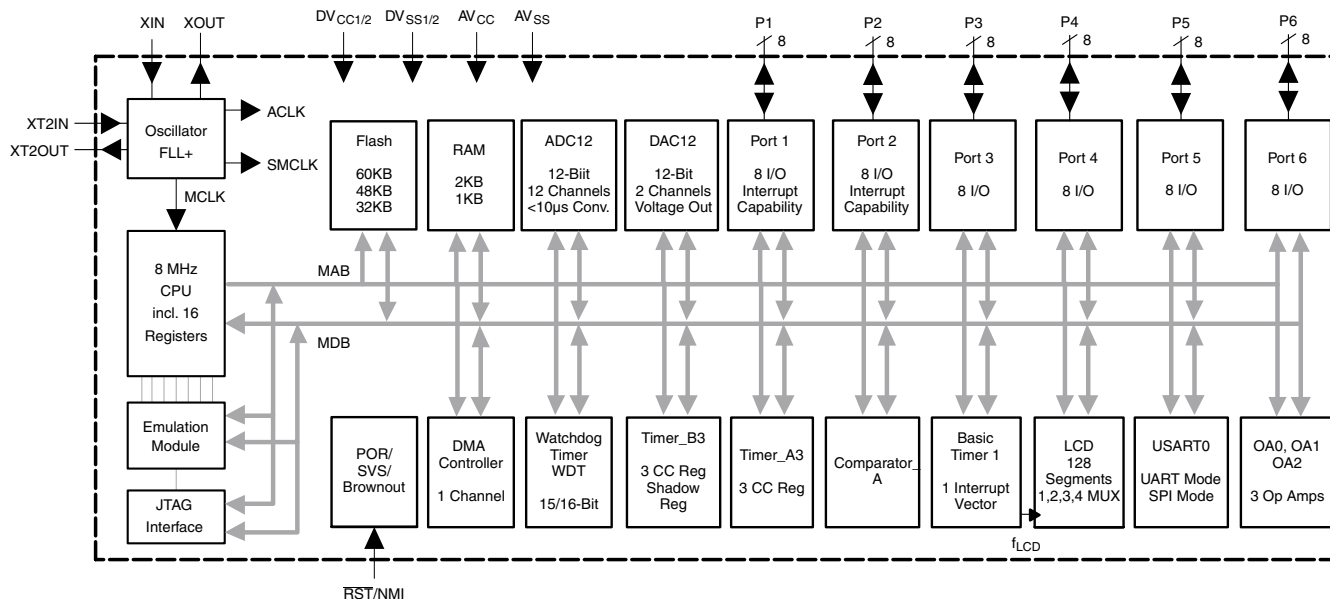 XIN XOUT DVCC1/2 DVSS1/2 AVCC AVSS P1 P2 P3 P4 P5 P6
8 8 8 8 8 8
XT2IN
XT2OUT
Oscillator
FLL+
ACLK
SMCLK
MCLK
8 MHz
CPU
incl. 16
Registers
Emulation
Module
JTAG
Interface
Flash
60KB
48KB
32KB
RAM
2KB
1KB
ADC12
12-Biit
12 Channels
<10µs Conv.
DAC12
12-Bit
2 Channels
Voltage Out
Port 1
8 I/O
Interrupt
Capability
Port 2
8 I/O
Interrupt
Capability
Port 3
8 I/O
Port 4
8 I/O
Port 5
8 I/O
Port 6
8 I/O
MAB
MDB
POR/
SVS/
Brownout
DMA
Controller
1 Channel
Watchdog
Timer
WDT
15/16-Bit
Timer_B3
3 CC Reg
Shadow
Reg
Timer_A3
3 CC Reg
Comparator_
A
Basic
Timer 1
1 Interrupt
Vector
LCD
128
Segments
1,2,3,4 MUX
USART0
UART Mode
SPI Mode
OA0, OA1
OA2
3 Op Amps
fLCD
RST/NMI